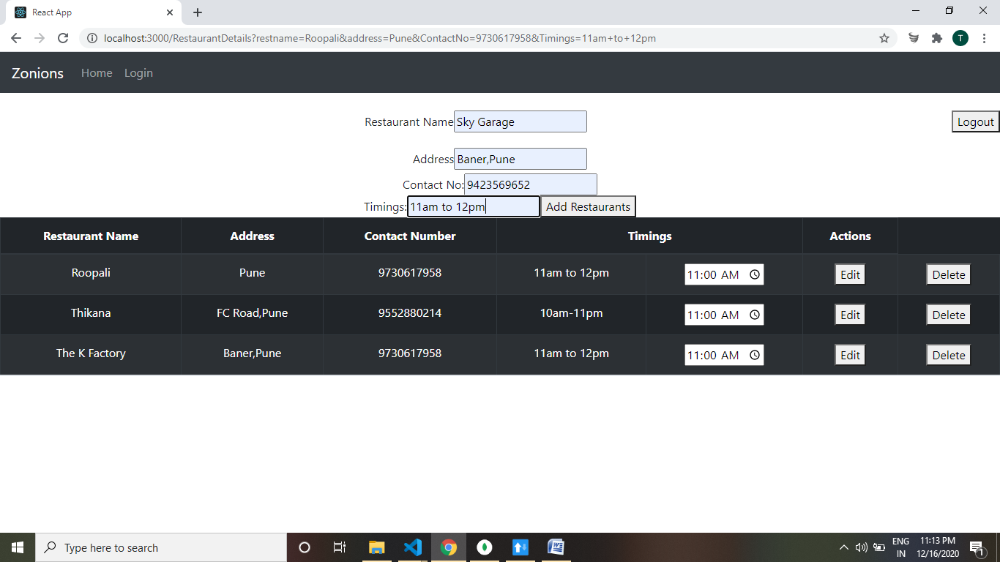 React App
localhost:3000/RestaurantDetails?restname=Roopali&address=Pune&ContactNo=9730617958&Timings=11am+to+12pm
T
Zonions Home Login
Restaurant Name Sky Garage Logout
Address Baner,Pune
Contact No: 9423569652
Timings: 11am to 12pm Add Restaurants
Restaurant Name Address Contact Number Timings Actions
Roopali Pune 9730617958 11am to 12pm 11:00 AM Edit Delete
Thikana FC Road,Pune 9552880214 10am-11pm 11:00 AM Edit Delete
The K Factory Baner,Pune 9730617958 11am to 12pm 11:00 AM Edit Delete
Type here to search
ENG 11:13 PM
IN 12/16/2020 1